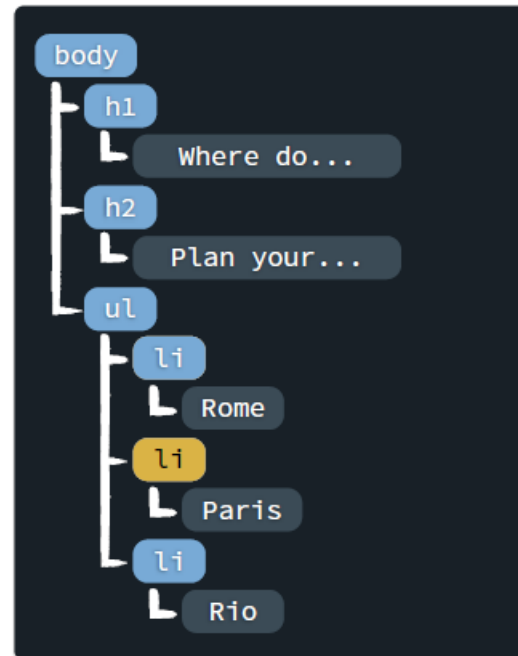 body
h1
Where do...
h2
Plan your...
ul
li
Rome
li
Paris
li
Rio